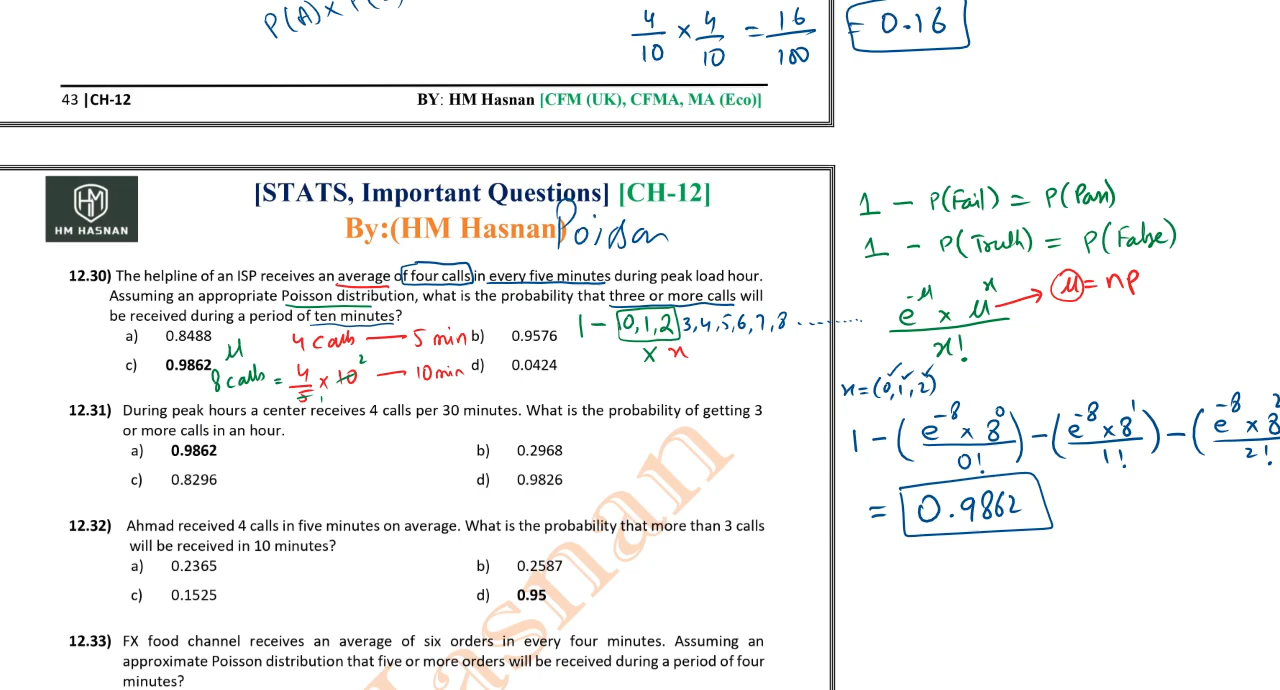 P(A) x P(
4/10 x 4/10 = 16/100 = 0.16
43 |CH-12 BY: HM Hasnan [CFM (UK), CFMA, MA (Eco)]
HM HASNAN
[STATS, Important Questions] [CH-12]
By:(HM Hasnan)
Poison
1 - P(Fail) = P(Pass)
1 - P(Truth) = P(False)
12.30) The helpline of an ISP receives an average of four calls in every five minutes during peak load hour.
Assuming an appropriate Poisson distribution, what is the probability that three or more calls will
be received during a period of ten minutes?
a) 0.8488 b) 0.9576
c) 0.9862 d) 0.0424
μ
4 calls — 5 min
8 calls = 4/5 x 10 — 10 min
2
1
1 - 0,1,2 3,4,5,6,7,8 ........
x x
e^-μ x μ^x / x! → μ = np
x = (0,1,2)
1 - (e^-8 x 8^0 / 0!) - (e^-8 x 8^1 / 1!) - (e^-8 x 8^2 / 2!
= 0.9862
12.31) During peak hours a center receives 4 calls per 30 minutes. What is the probability of getting 3
or more calls in an hour.
a) 0.9862 b) 0.2968
c) 0.8296 d) 0.9826
12.32) Ahmad received 4 calls in five minutes on average. What is the probability that more than 3 calls
will be received in 10 minutes?
a) 0.2365 b) 0.2587
c) 0.1525 d) 0.95
12.33) FX food channel receives an average of six orders in every four minutes. Assuming an
approximate Poisson distribution that five or more orders will be received during a period of four
minutes?
asnan